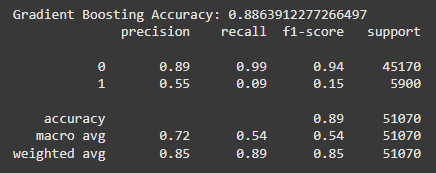 Gradient Boosting Accuracy: 0.8863912277266497
precision recall f1-score support
0 0.89 0.99 0.94 45170
1 0.55 0.09 0.15 5900
accuracy 0.89 51070
macro avg 0.72 0.54 0.54 51070
weighted avg 0.85 0.89 0.85 51070